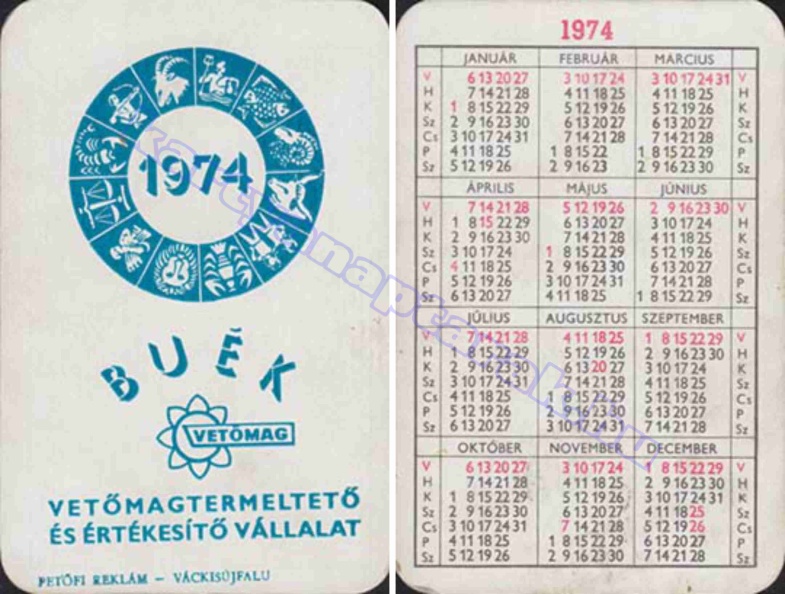 1974
BUÉK
VETŐMAG
VETŐMAGTERMELTETŐ
ÉS ÉRTÉKESÍTŐ VÁLLALAT
PETŐFI REKLÁM – VÁCKISÚJFALU
1974
JANUÁR FEBRUÁR MÁRCIUS
V 6 13 20 27 3 10 17 24 3 10 17 24 31 V
H 7 14 21 28 4 11 18 25 4 11 18 25 H
K 1 8 15 22 29 5 12 19 26 5 12 19 26 K
Sz 2 9 16 23 30 6 13 20 27 6 13 20 27 Sz
Cs 3 10 17 24 31 7 14 21 28 7 14 21 28 Cs
P 4 11 18 25 1 8 15 22 1 8 15 22 29 P
Sz 5 12 19 26 2 9 16 23 2 9 16 23 30 Sz
ÁPRILIS MÁJUS JÚNIUS
V 7 14 21 28 5 12 19 26 2 9 16 23 30 V
H 1 8 15 22 29 6 13 20 27 3 10 17 24 H
K 2 9 16 23 30 7 14 21 28 4 11 18 25 K
Sz 3 10 17 24 1 8 15 22 29 5 12 19 26 Sz
Cs 4 11 18 25 2 9 16 23 30 6 13 20 27 Cs
P 5 12 19 26 3 10 17 24 31 7 14 21 28 P
Sz 6 13 20 27 4 11 18 25 1 8 15 22 29 Sz
JÚLIUS AUGUSZTUS SZEPTEMBER
V 7 14 21 28 4 11 18 25 1 8 15 22 29 V
H 1 8 15 22 29 5 12 19 26 2 9 16 23 30 H
K 2 9 16 23 30 6 13 20 27 3 10 17 24 K
Sz 3 10 17 24 31 7 14 21 28 4 11 18 25 Sz
Cs 4 11 18 25 1 8 15 22 29 5 12 19 26 Cs
P 5 12 19 26 2 9 16 23 30 6 13 20 27 P
Sz 6 13 20 27 3 10 17 24 31 7 14 21 28 Sz
OKTÓBER NOVEMBER DECEMBER
V 6 13 20 27 3 10 17 24 1 8 15 22 29 V
H 7 14 21 28 4 11 18 25 2 9 16 23 30 H
K 1 8 15 22 29 5 12 19 26 3 10 17 24 31 K
Sz 2 9 16 23 30 6 13 20 27 4 11 18 25 Sz
Cs 3 10 17 24 31 7 14 21 28 5 12 19 26 Cs
P 4 11 18 25 1 8 15 22 29 6 13 20 27 P
Sz 5 12 19 26 2 9 16 23 30 7 14 21 28 Sz